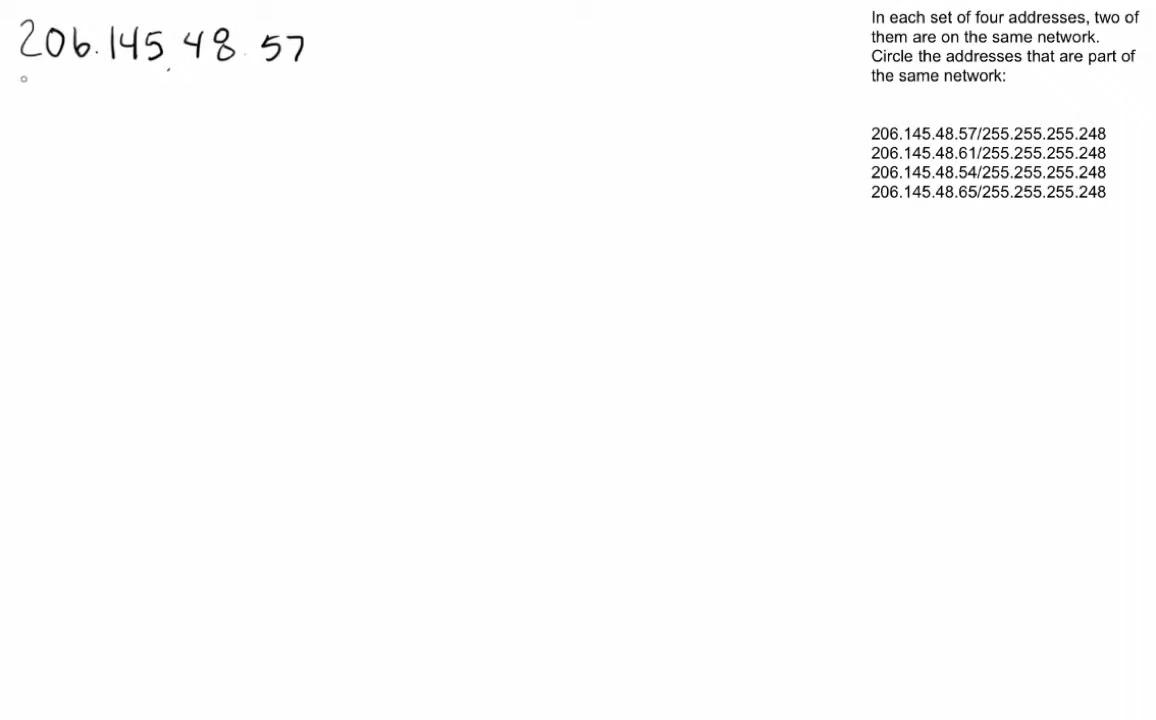 206.145.48.57
In each set of four addresses, two of
them are on the same network.
Circle the addresses that are part of
the same network:
206.145.48.57/255.255.255.248
206.145.48.61/255.255.255.248
206.145.48.54/255.255.255.248
206.145.48.65/255.255.255.248